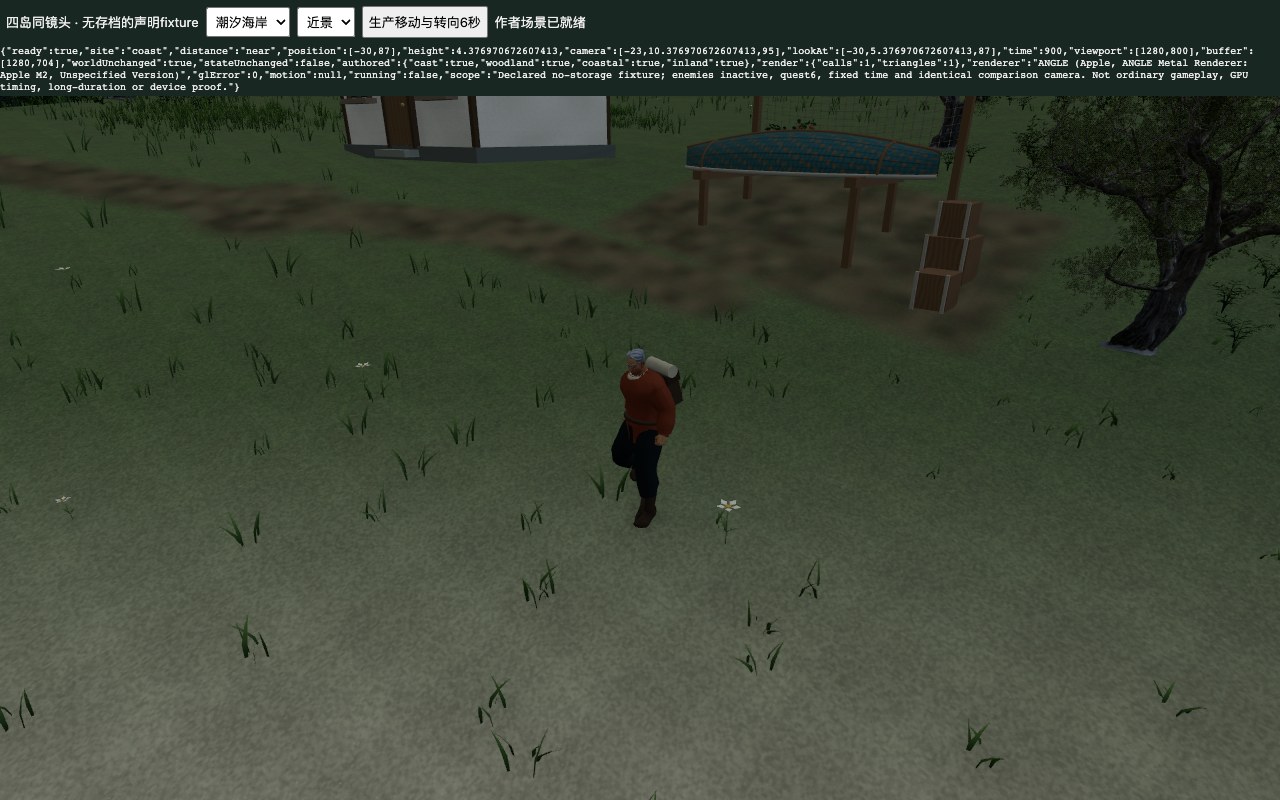 四岛同镜头 · 无存档的声明fixture 潮汐海岸 近景 生产移动与转向6秒 作者场景已就绪
{"ready":true,"site":"coast","distance":"near","position":[-30,87],"height":4.376970672607413,"camera":[-23,10.376970672607413,95],"lookAt":[-30,5.376970672607413,87],"time":900,"viewport":[1280,800],"buffer":
[1280,704],"worldUnchanged":true,"stateUnchanged":false,"authored":{"cast":true,"woodland":true,"coastal":true,"inland":true},"render":{"calls":1,"triangles":1},"renderer":"ANGLE (Apple, ANGLE Metal Renderer:
Apple M2, Unspecified Version)","glError":0,"motion":null,"running":false,"scope":"Declared no-storage fixture; enemies inactive, quest6, fixed time and identical comparison camera. Not ordinary gameplay, GPU
timing, long-duration or device proof."}